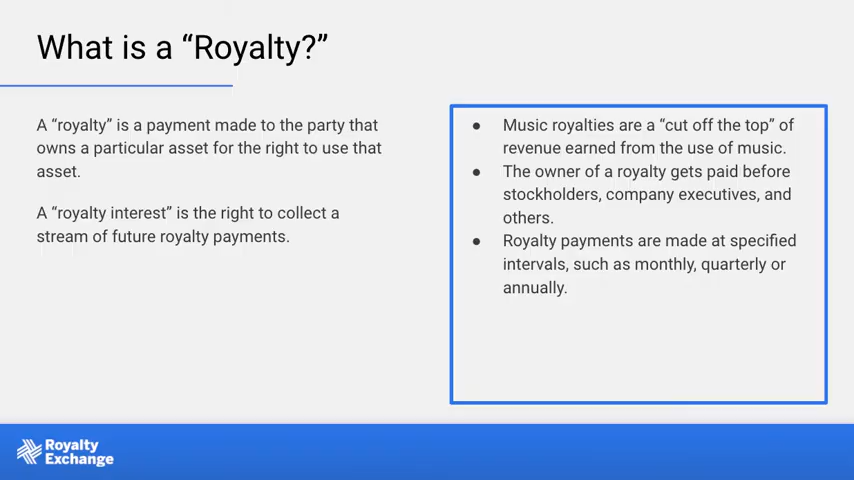 What is a “Royalty?”
A “royalty” is a payment made to the party that
owns a particular asset for the right to use that
asset.
A “royalty interest” is the right to collect a
stream of future royalty payments.
● Music royalties are a “cut off the top” of
revenue earned from the use of music.
● The owner of a royalty gets paid before
stockholders, company executives, and
others.
● Royalty payments are made at specified
intervals, such as monthly, quarterly or
annually.
Royalty
Exchange